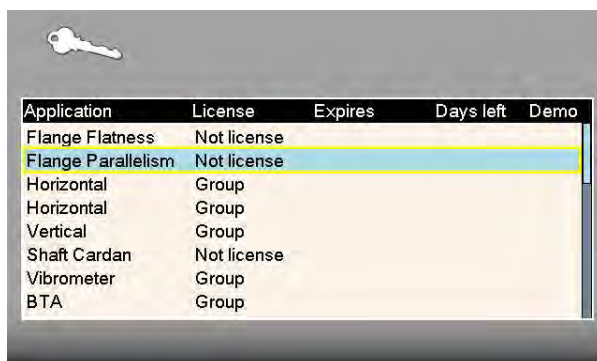 Application License Expires Days left Demo
Flange Flatness Not license
Flange Parallelism Not license
Horizontal Group
Horizontal Group
Vertical Group
Shaft Cardan Not license
Vibrometer Group
BTA Group